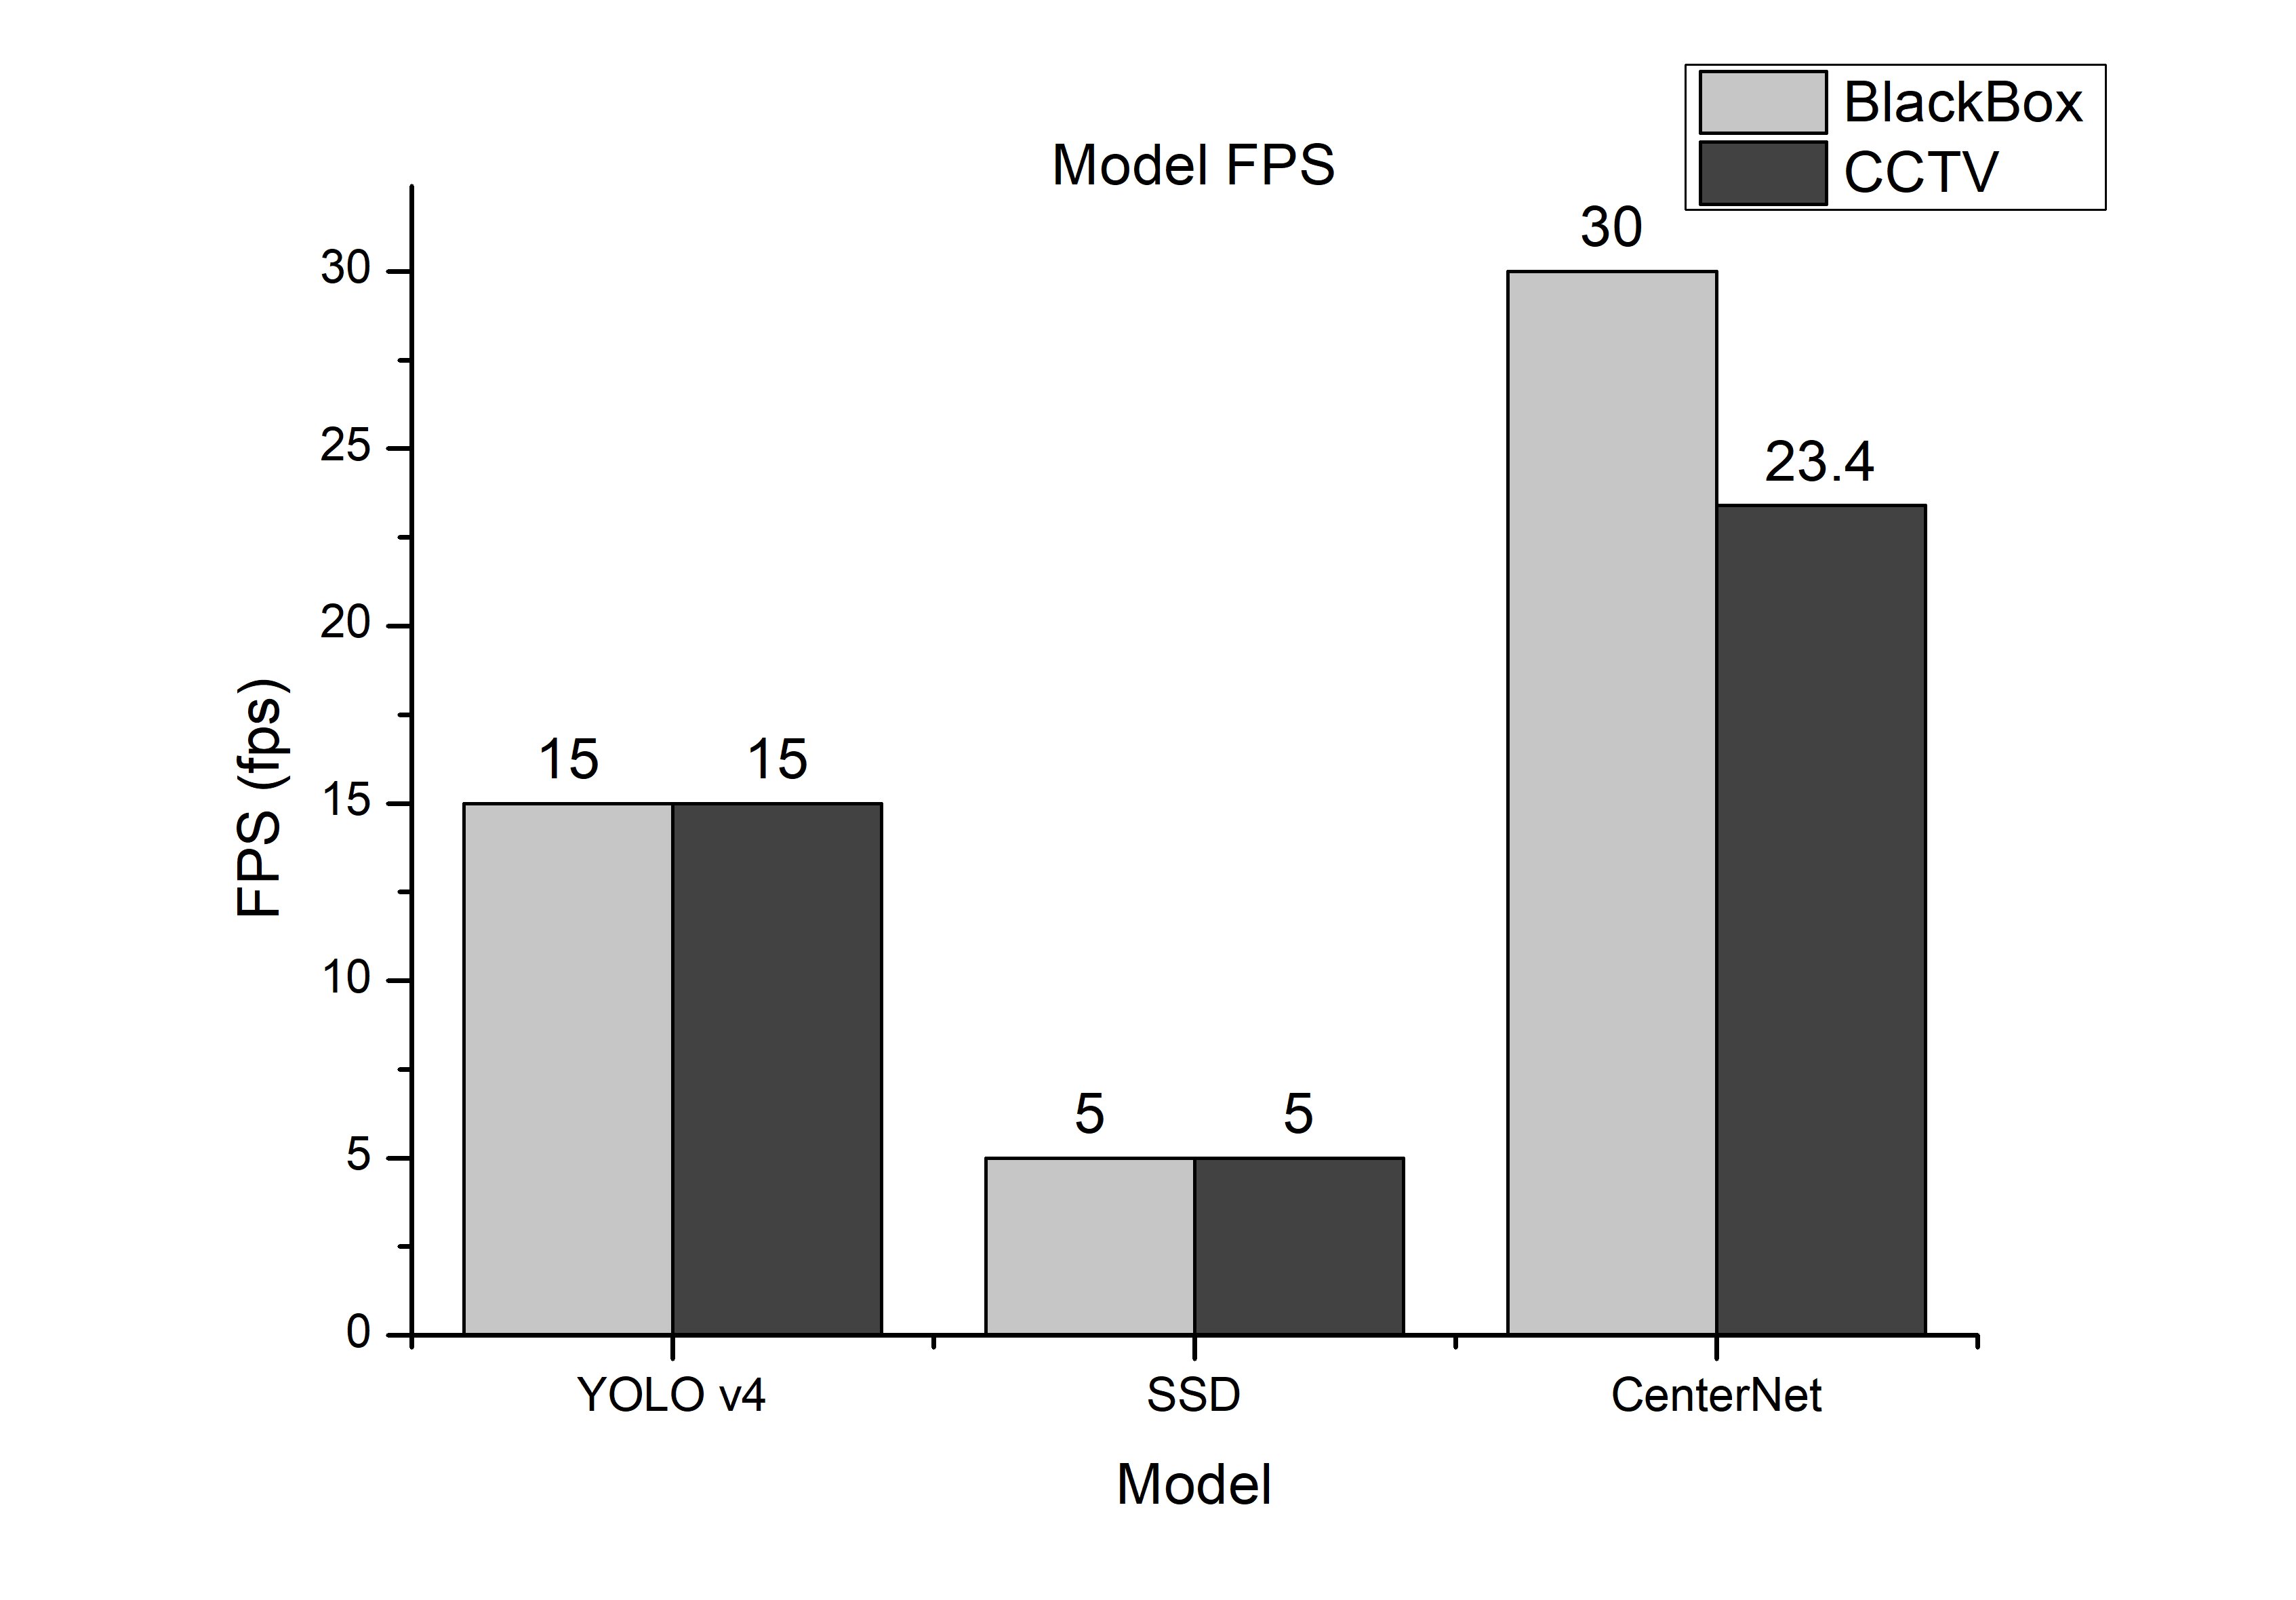 BlackBox
CCTV
Model FPS
30
23.4
15 15
5 5
30
25
20
15
10
5
0
FPS (fps)
YOLO v4 SSD CenterNet
Model